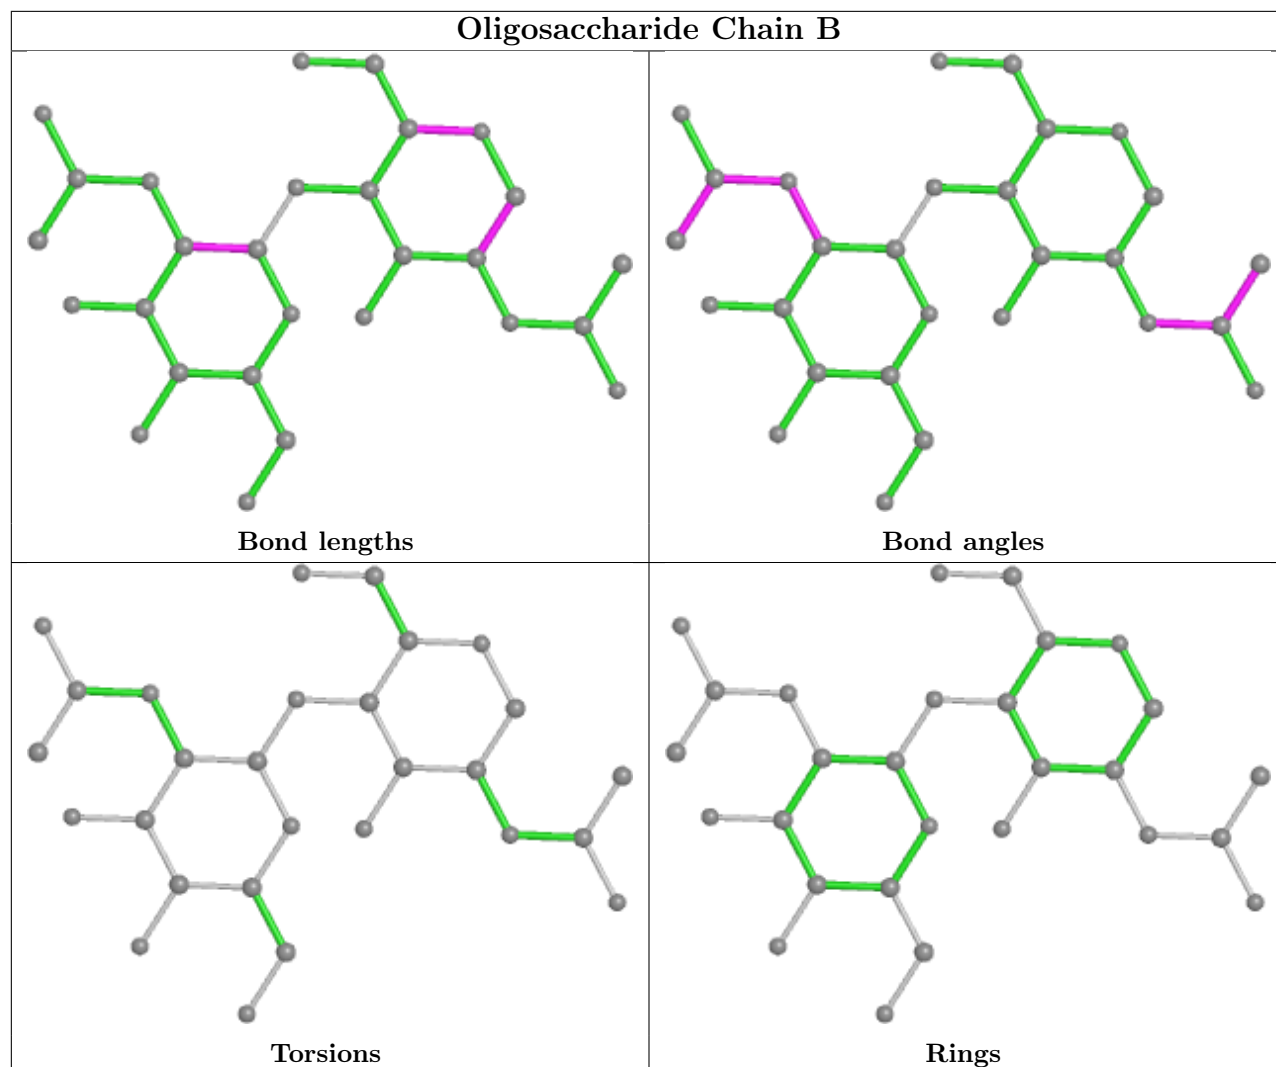 Oligosaccharide Chain B
Bond lengths
Bond angles
Torsions
Rings